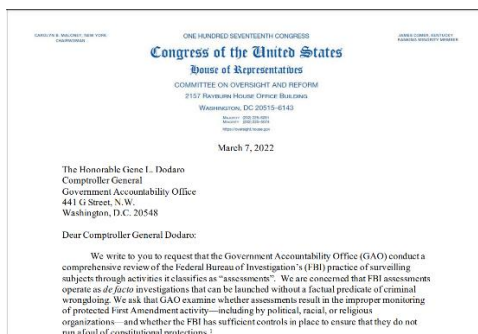 CAROLYN B. MALONEY, NEW YORK
CHAIRWOMAN
ONE HUNDRED SEVENTEENTH CONGRESS
JAMES COMER, KENTUCKY
RANKING MINORITY MEMBER
Congress of the United States
House of Representatives
COMMITTEE ON OVERSIGHT AND REFORM
2157 RAYBURN HOUSE OFFICE BUILDING
WASHINGTON, DC 20515–6143
https://oversight.house.gov
March 7, 2022
The Honorable Gene L. Dodaro
Comptroller General
Government Accountability Office
441 G Street, N.W.
Washington, D.C. 20548
Dear Comptroller General Dodaro:
We write to you to request that the Government Accountability Office (GAO) conduct a
comprehensive review of the Federal Bureau of Investigation's (FBI) practice of surveilling
subjects through activities it classifies as “assessments”. We are concerned that FBI assessments
operate as de facto investigations that can be launched without a factual predicate of criminal
wrongdoing. We ask that GAO examine whether assessments result in the improper monitoring
of protected First Amendment activity—including by political, racial, or religious
organizations—and whether the FBI has sufficient controls in place to ensure that they do not
run afoul of constitutional protections.¹